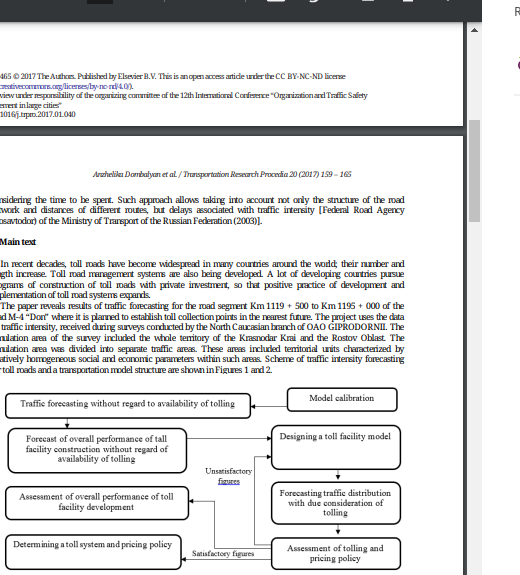 465 © 2017 The Authors. Published by Elsevier B.V. This is an open access article under the CC BY-NC-ND license
creativecommons.org/licenses/by-nc-nd/4.0/).
view under responsibility of the organizing committee of the 12th International Conference "Organization and Traffic Safety
ement in large cities"
1016/j.trpro.2017.01.040
Anzhelika Dombalyan et al. / Transportation Research Procedia 20 (2017) 159 – 165
nsidering the time to be spent. Such approach allows taking into account not only the structure of the road
twork and distances of different routes, but delays associated with traffic intensity [Federal Road Agency
osavtodor) of the Ministry of Transport of the Russian Federation (2003)].
Main text
In recent decades, toll roads have become widespread in many countries around the world; their number and
ngth increase. Toll road management systems are also being developed. A lot of developing countries pursue
ograms of construction of toll roads with private investment, so that positive practice of development and
plementation of toll road systems expands.
The paper reveals results of traffic forecasting for the road segment Km 1119 + 500 to Km 1195 + 000 of the
ad M-4 "Don" where it is planned to establish toll collection points in the nearest future. The project uses the data
traffic intensity, received during surveys conducted by the North Caucasian branch of OAO GIPRODORNII. The
mulation area of the survey included the whole territory of the Krasnodar Krai and the Rostov Oblast. The
mulation area was divided into separate traffic areas. These areas included territorial units characterized by
atively homogeneous social and economic parameters within such areas. Scheme of traffic intensity forecasting
r toll roads and a transportation model structure are shown in Figures 1 and 2.
Traffic forecasting without regard to availability of tolling
Model calibration
Forecast of overall performance of tall
facility construction without regard of
availability of tolling
Designing a toll facility model
Unsatisfactory
figures
Assessment of overall performance of toll
facility development
Forecasting traffic distribution
with due consideration of
tolling
Determining a toll system and pricing policy
Satisfactory figures
Assessment of tolling and
pricing policy